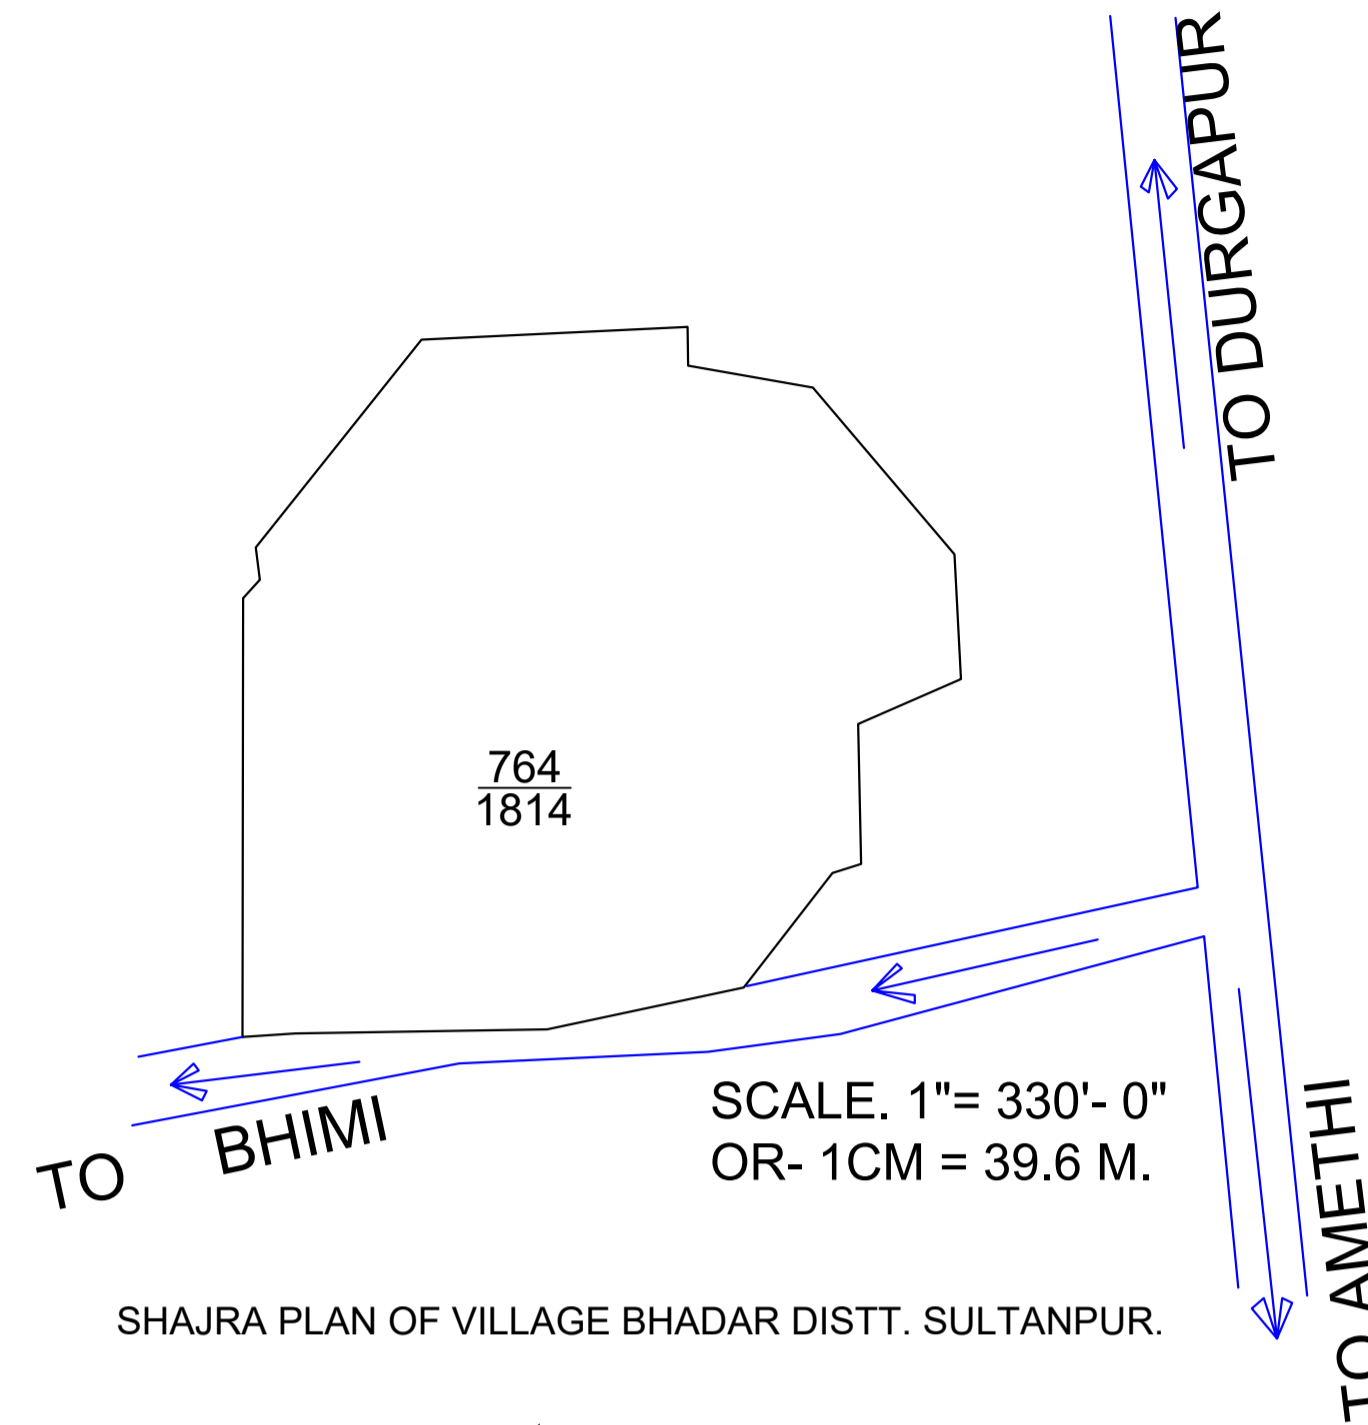 TO DURGAPUR
764
1814
SCALE. 1"= 330'- 0"
OR- 1CM = 39.6 M.
TO BHIMI
TO AMETHI
SHAJRA PLAN OF VILLAGE BHADAR DISTT. SULTANPUR.